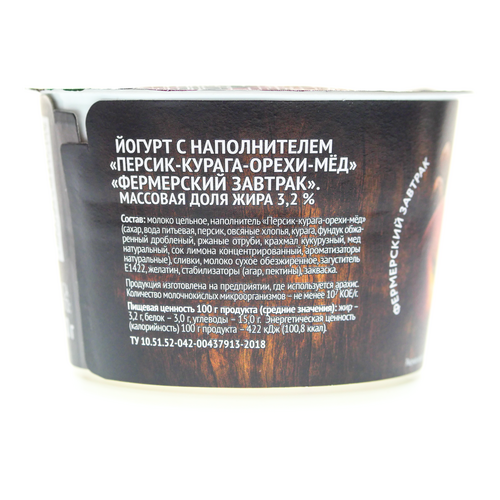 ЙОГУРТ С НАПОЛНИТЕЛЕМ
«ПЕРСИК-КУРАГА-ОРЕХИ-МЁД»
«ФЕРМЕРСКИЙ ЗАВТРАК».
МАССОВАЯ ДОЛЯ ЖИРА 3,2 %
Состав: молоко цельное, наполнитель «Персик-курага-орехи-мёд»
(сахар, вода питьевая, персик, овсяные хлопья, курага, фундук обжа-
ренный дробленый, ржаные отруби, крахмал кукурузный, мед
натуральный, сок лимона концентрированный, ароматизаторы
натуральные), сливки, молоко сухое обезжиренное, загуститель
Е1422, желатин, стабилизаторы (агар, пектины), закваска.
Продукция изготовлена на предприятии, где используется арахис.
Количество молочнокислых микроорганизмов – не менее 10⁷ КОЕ/г.
Пищевая ценность 100 г продукта (средние значения): жир –
3,2 г, белок – 3,0 г, углеводы – 15,0 г. Энергетическая ценность
(калорийность) 100 г продукта – 422 кДж (100,8 ккал).
ТУ 10.51.52-042-00437913-2018
ФЕРМЕРСКИЙ ЗАВТРАК